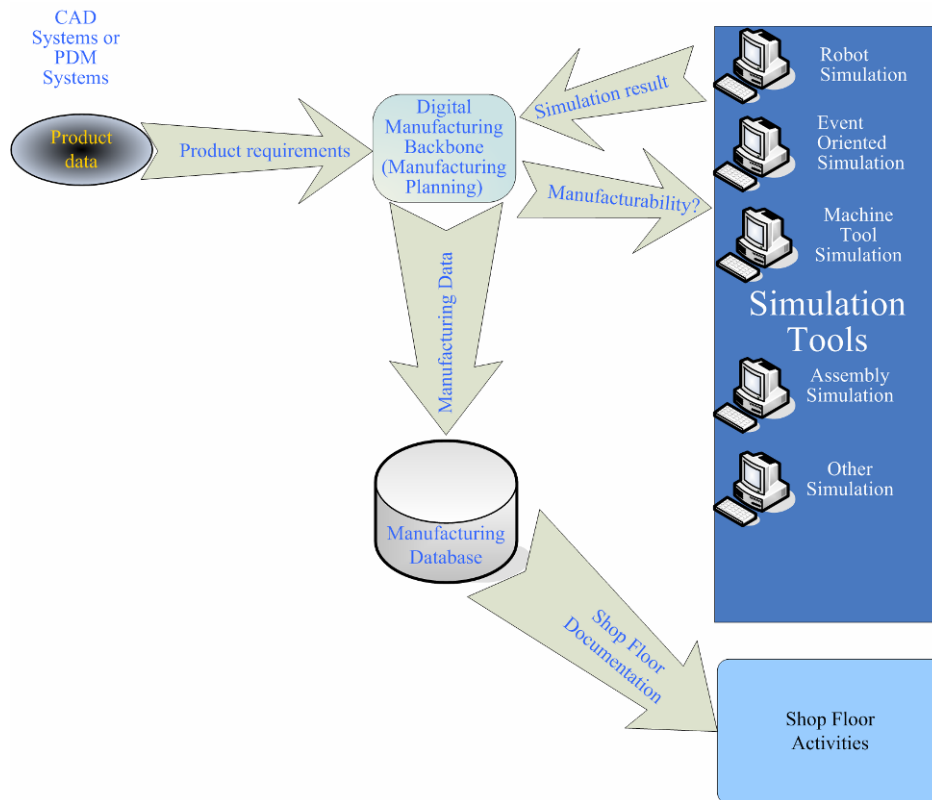 CAD
Systems or
PDM
Systems
Product
data
Product requirements
Digital
Manufacturing
Backbone
(Manufacturing
Planning)
Simulation result
Manufacturability?
Manufacturing Data
Manufacturing
Database
Shop Floor
Documentation
Robot
Simulation
Event
Oriented
Simulation
Machine
Tool
Simulation
Simulation
Tools
Assembly
Simulation
Other
Simulation
Shop Floor
Activities